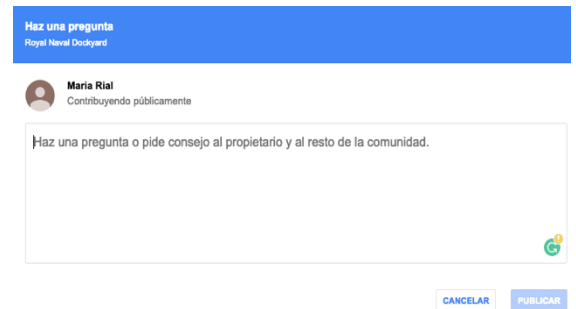 Haz una pregunta
Royal Naval Dockyard
Maria Rial
Contribuyendo públicamente
Haz una pregunta o pide consejo al propietario y al resto de la comunidad.
CANCELAR PUBLICAR